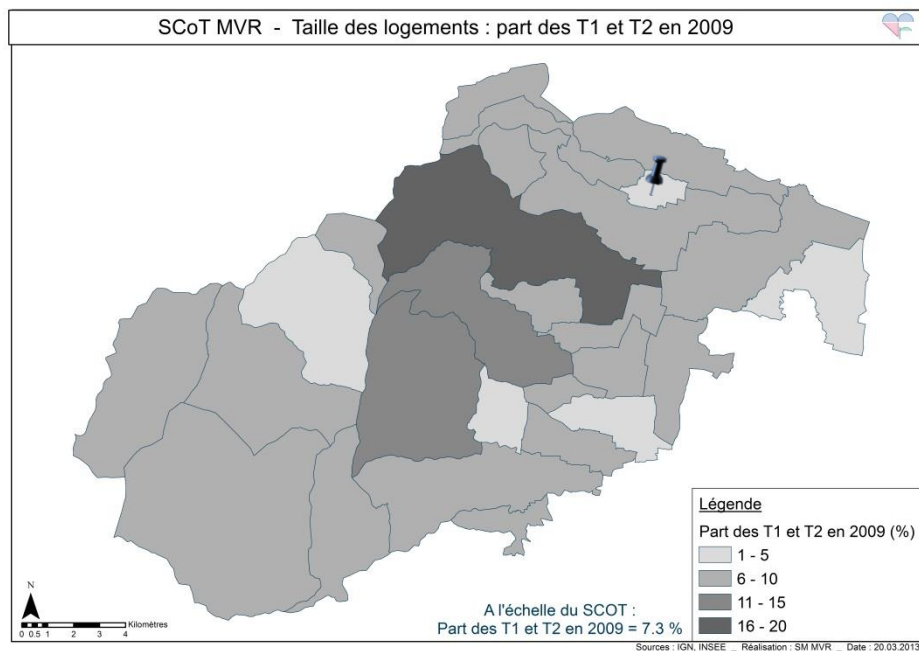 SCoT MVR - Taille des logements : part des T1 et T2 en 2009
Légende
Part des T1 et T2 en 2009 (%)
1 - 5
6 - 10
11 - 15
16 - 20
N
0 0.5 1 2 3 4 Kilomètres
A l'échelle du SCOT :
Part des T1 et T2 en 2009 = 7.3 %
Sources : IGN, INSEE _ Réalisation : SM MVR _ Date : 20.03.2013